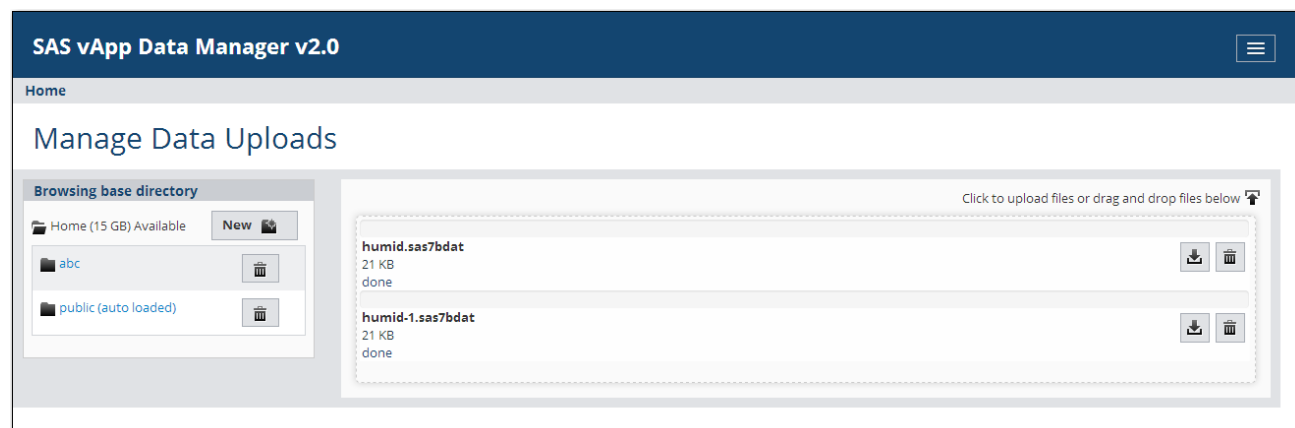 SAS vApp Data Manager v2.0
Home
Manage Data Uploads
Browsing base directory
Home (15 GB) Available
New
abc
public (auto loaded)
Click to upload files or drag and drop files below
humid.sas7bdat
21 KB
done
humid-1.sas7bdat
21 KB
done